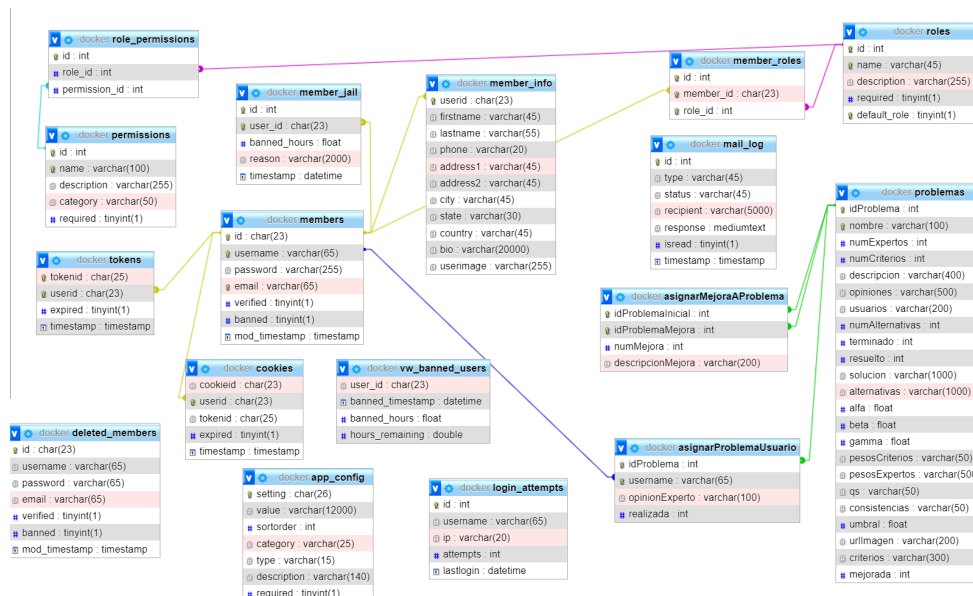 docker role_permissions
id : int
role_id : int
permission_id : int
docker permissions
id : int
name : varchar(100)
description : varchar(255)
category : varchar(50)
required : tinyint(1)
docker tokens
tokenid : char(25)
userid : char(23)
expired : tinyint(1)
timestamp : timestamp
docker deleted_members
id : char(23)
username : varchar(65)
password : varchar(65)
email : varchar(65)
verified : tinyint(1)
banned : tinyint(1)
mod_timestamp : timestamp
docker member_jail
id : int
user_id : char(23)
banned_hours : float
reason : varchar(2000)
timestamp : datetime
docker members
id : char(23)
username : varchar(65)
password : varchar(255)
email : varchar(65)
verified : tinyint(1)
banned : tinyint(1)
mod_timestamp : timestamp
docker cookies
cookieid : char(23)
userid : char(23)
tokenid : char(25)
expired : tinyint(1)
timestamp : timestamp
docker app_config
setting : char(26)
value : varchar(12000)
sortorder : int
category : varchar(25)
type : varchar(15)
description : varchar(140)
required : tinyint(1)
docker member_info
userid : char(23)
firstname : varchar(45)
lastname : varchar(55)
phone : varchar(20)
address1 : varchar(45)
address2 : varchar(45)
city : varchar(45)
state : varchar(30)
country : varchar(45)
bio : varchar(20000)
userimage : varchar(255)
docker vw_banned_users
user_id : char(23)
banned_timestamp : datetime
banned_hours : float
hours_remaining : double
docker login_attempts
id : int
username : varchar(65)
ip : varchar(20)
attempts : int
lastlogin : datetime
docker member_roles
id : int
member_id : char(23)
role_id : int
docker mail_log
id : int
type : varchar(45)
status : varchar(45)
recipient : varchar(5000)
response : mediumtext
isread : tinyint(1)
timestamp : timestamp
docker asignarMejoraAProblema
idProblemaInicial : int
idProblemaMejora : int
numMejora : int
descripcionMejora : varchar(200)
docker asignarProblemaUsuario
idProblema : int
username : varchar(65)
opinionExperto : varchar(100)
realizada : int
docker roles
id : int
name : varchar(45)
description : varchar(255)
required : tinyint(1)
default_role : tinyint(1)
docker problemas
idProblema : int
nombre : varchar(100)
numExpertos : int
numCriterios : int
descripcion : varchar(400)
opiniones : varchar(500)
usuarios : varchar(200)
numAlternativas : int
terminado : int
resuelto : int
solucion : varchar(1000)
alternativas : varchar(1000)
alfa : float
beta : float
gamma : float
pesosCriterios : varchar(50)
pesosExpertos : varchar(500
qs : varchar(50)
consistencias : varchar(50)
umbral : float
urlImagen : varchar(200)
criterios : varchar(300)
mejorada : int